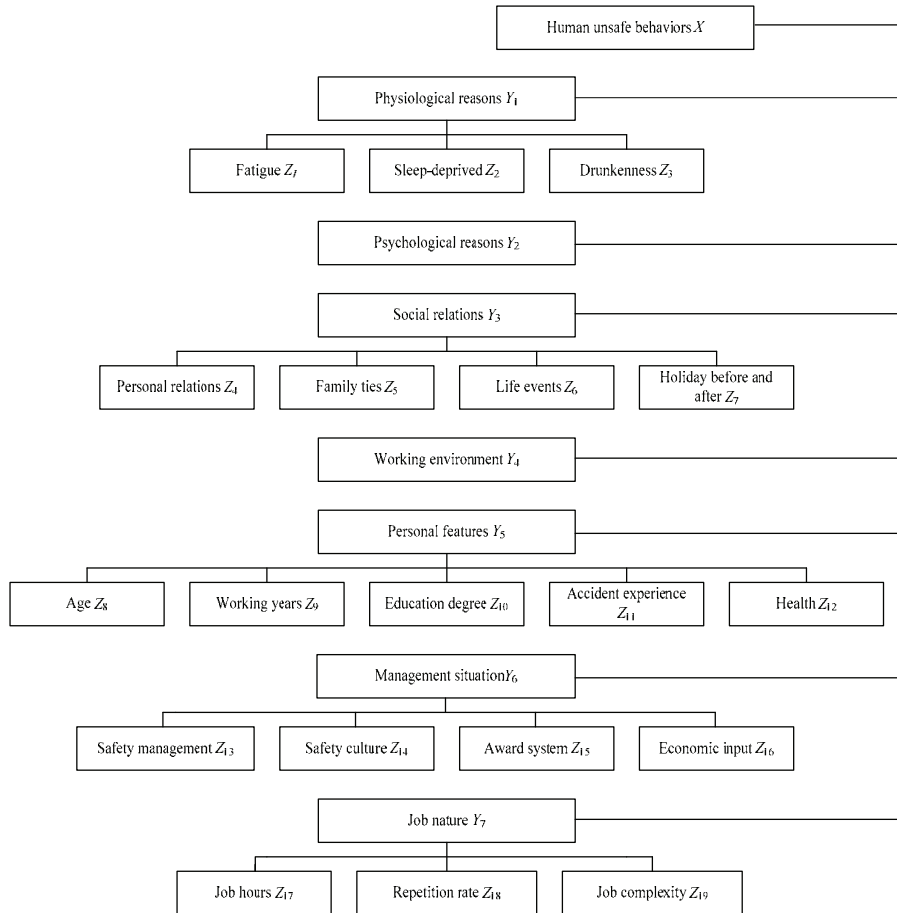 Human unsafe behaviors X
Physiological reasons Y1
Fatigue Z1
Sleep-deprived Z2
Drunkenness Z3
Psychological reasons Y2
Social relations Y3
Personal relations Z4
Family ties Z5
Life events Z6
Holiday before and
after Z7
Working environment Y4
Personal features Y5
Age Z8
Working years Z9
Education degree Z10
Accident experience
Z11
Health Z12
Management situationY6
Safety management Z13
Safety culture Z14
Award system Z15
Economic input Z16
Job nature Y7
Job hours Z17
Repetition rate Z18
Job complexity Z19